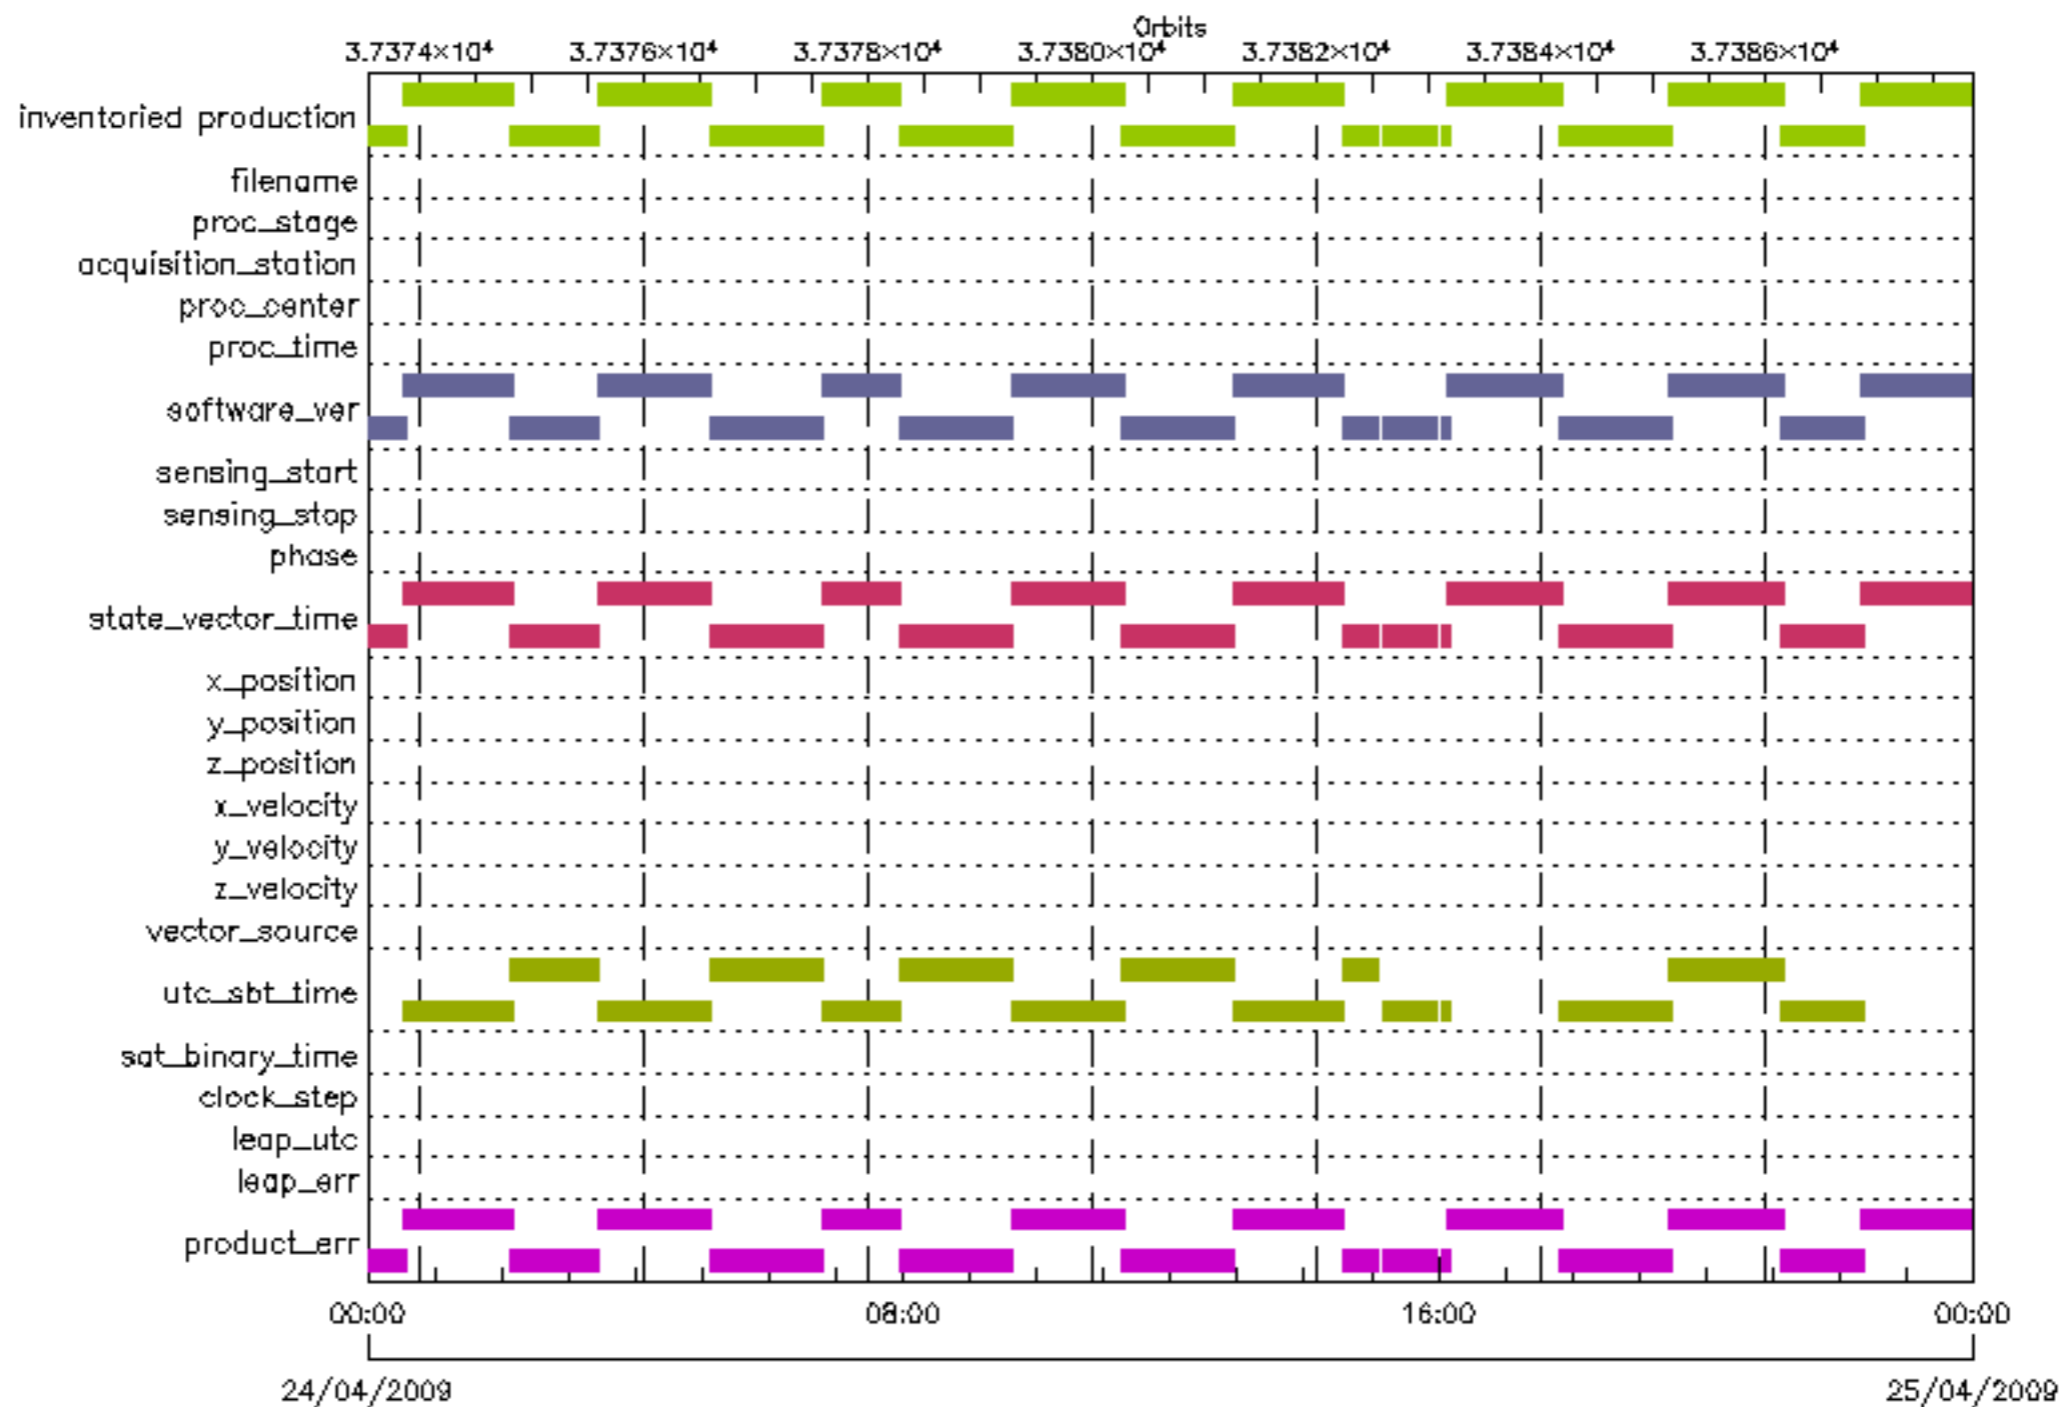 Orbits
3.7374×10⁴ 3.7376×10⁴ 3.7378×10⁴ 3.7380×10⁴ 3.7382×10⁴ 3.7384×10⁴ 3.7386×10⁴
inventoried production
filename
proc_stage
acquisition_station
proc_center
proc_time
software_ver
sensing_start
sensing_stop
phase
state_vector_time
x_position
y_position
z_position
x_velocity
y_velocity
z_velocity
vector_source
utc_sbt_time
sat_binary_time
clock_step
leap_utc
leap_err
product_err
00:00 08:00 16:00 00:00
24/04/2009 25/04/2009